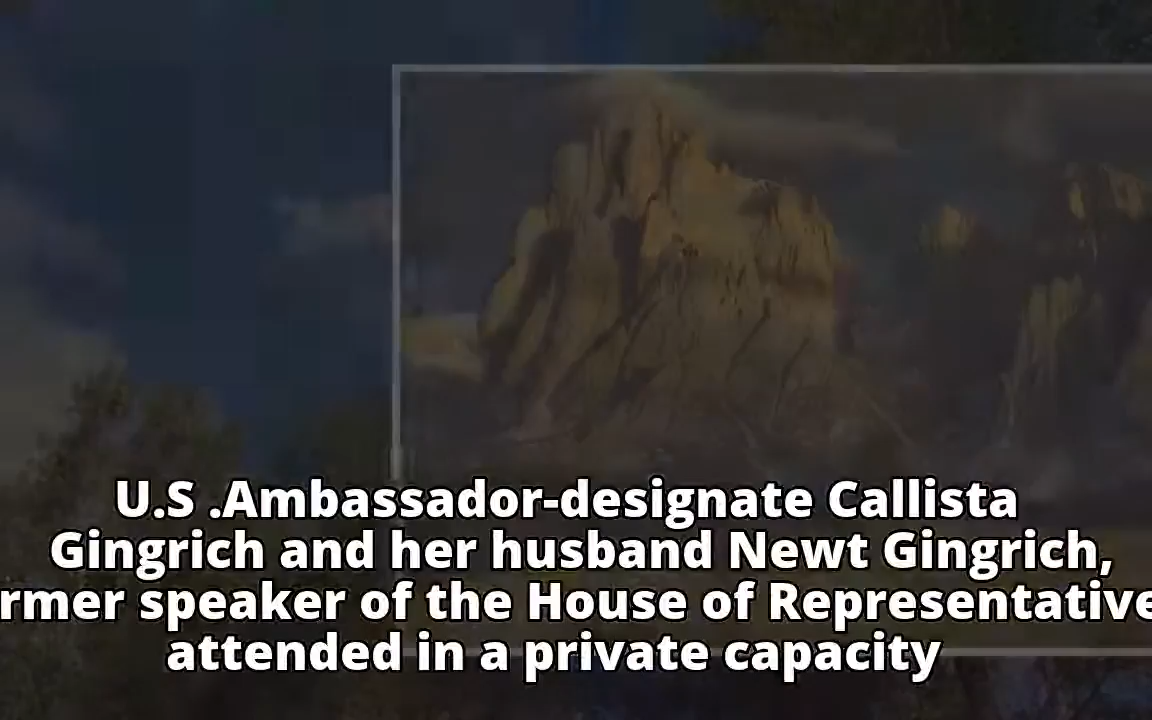 U.S .Ambassador-designate Callista
Gingrich and her husband Newt Gingrich,
rmer speaker of the House of Representative
attended in a private capacity